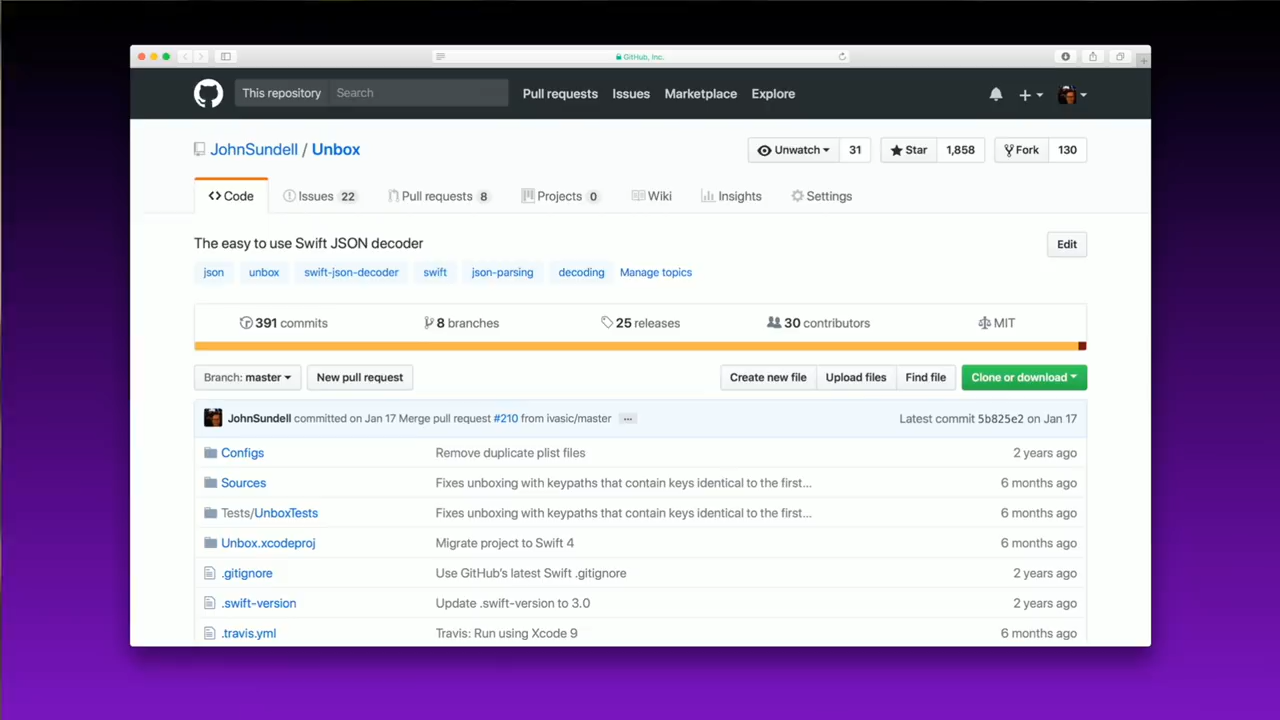 GitHub, Inc.
This repository Search Pull requests Issues Marketplace Explore
JohnSundell / Unbox Unwatch 31 Star 1,858 Fork 130
Code Issues 22 Pull requests 8 Projects 0 Wiki Insights Settings
The easy to use Swift JSON decoder Edit
json unbox swift-json-decoder swift json-parsing decoding Manage topics
391 commits 8 branches 25 releases 30 contributors MIT
Branch: master New pull request Create new file Upload files Find file Clone or download
JohnSundell committed on Jan 17 Merge pull request #210 from ivasic/master ... Latest commit 5b825e2 on Jan 17
Configs Remove duplicate plist files 2 years ago
Sources Fixes unboxing with keypaths that contain keys identical to the first... 6 months ago
Tests/UnboxTests Fixes unboxing with keypaths that contain keys identical to the first... 6 months ago
Unbox.xcodeproj Migrate project to Swift 4 6 months ago
.gitignore Use GitHub's latest Swift .gitignore 2 years ago
.swift-version Update .swift-version to 3.0 2 years ago
.travis.yml Travis: Run using Xcode 9 6 months ago